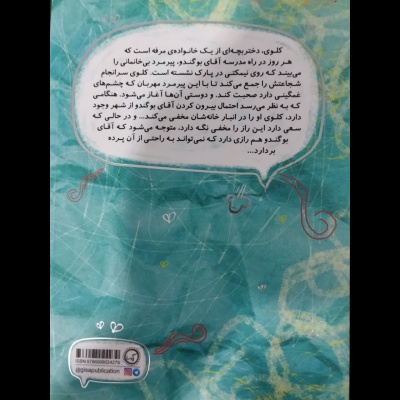 کلوی، دختربچه‌ای از یک خانواده‌ی مرفه است که
هر روز در راه مدرسه آقای بوگندو، پیرمرد بی‌خانمانی را
می‌بیند که روی نیمکتی در پارک نشسته است. کلوی سرانجام
شجاعتش را جمع می‌کند تا با این پیرمرد مهربان که چشم‌های
غمگینی دارد صحبت کند. و دوستی آن‌ها آغاز می‌شود. هنگامی
که به نظر می‌رسد احتمال بیرون کردن آقای بوگندو از شهر وجود
دارد، کلوی او را در انبار خانه‌شان مخفی می‌کند... و در حالی که
سعی دارد این راز را مخفی نگه دارد، متوجه می‌شود که آقای
بوگندو هم رازی دارد که نمی‌تواند به راحتی از آن پرده
بردارد...
@gisapublication